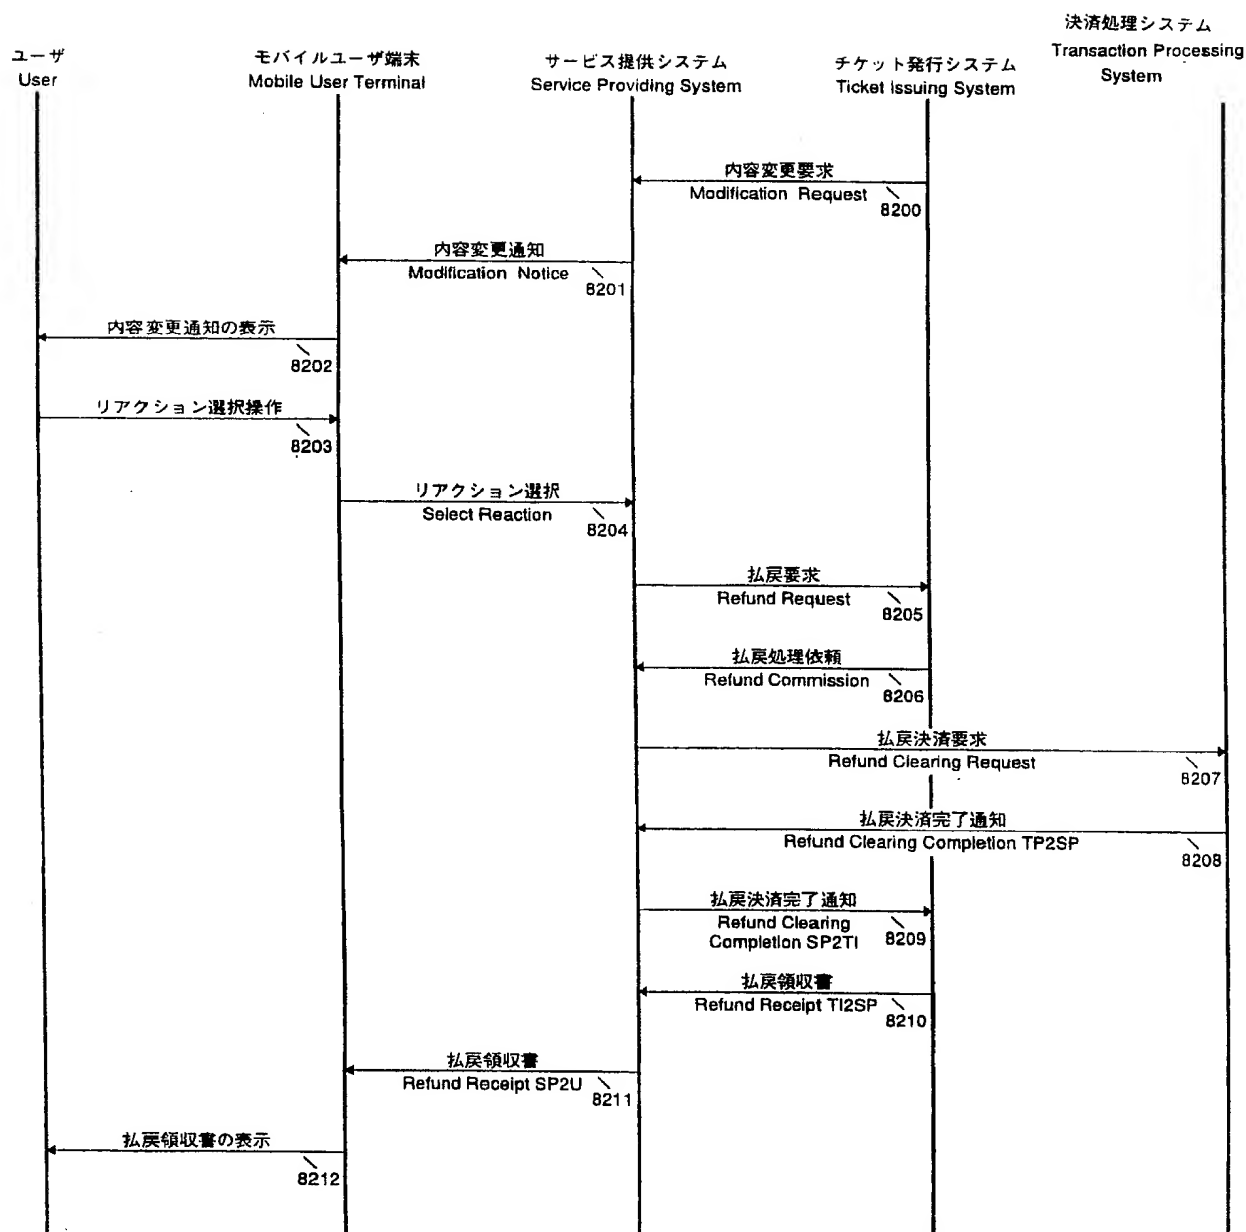 ユーザ
User
モバイルユーザ端末
Mobile User Terminal
サービス提供システム
Service Providing System
チケット発行システム
Ticket Issuing System
決済処理システム
Transaction Processing
System
内容変更要求
Modification Request
8200
内容変更通知
Modification Notice
8201
内容変更通知の表示
8202
リアクション選択操作
8203
リアクション選択
Select Reaction
8204
払戻要求
Refund Request
8205
払戻処理依頼
Refund Commission
8206
払戻決済要求
Refund Clearing Request
8207
払戻決済完了通知
Refund Clearing Completion TP2SP
8208
払戻決済完了通知
Refund Clearing
Completion SP2TI
8209
払戻領収書
Refund Receipt TI2SP
8210
払戻領収書
Refund Receipt SP2U
8211
払戻領収書の表示
8212